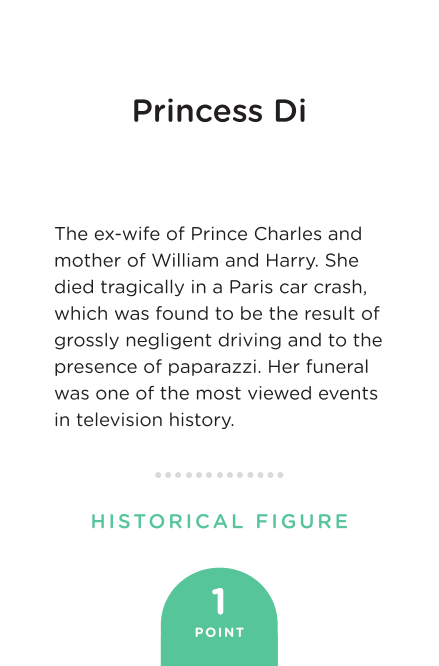 Princess Di
The ex-wife of Prince Charles and
mother of William and Harry. She
died tragically in a Paris car crash,
which was found to be the result of
grossly negligent driving and to the
presence of paparazzi. Her funeral
was one of the most viewed events
in television history.
HISTORICAL FIGURE
1
POINT